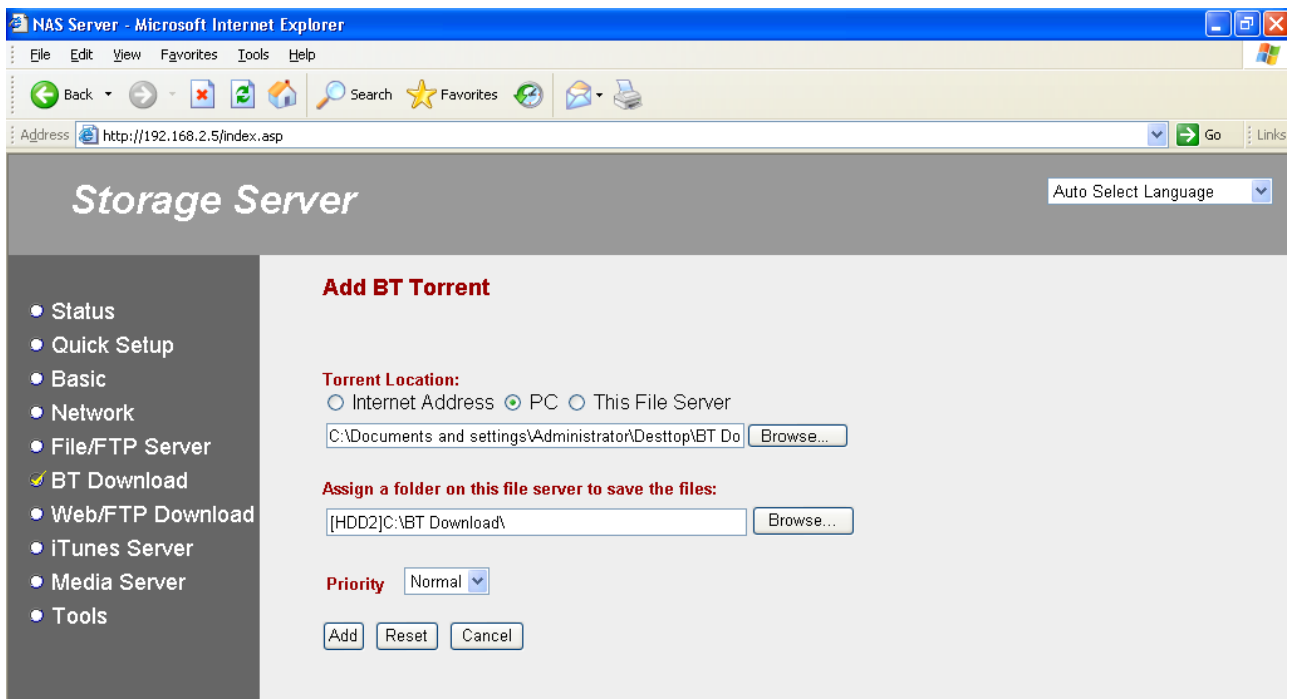 NAS Server - Microsoft Internet Explorer
File Edit View Favorites Tools Help
Back Search Favorites
Address http://192.168.2.5/index.asp Go Links
Storage Server
Auto Select Language
Add BT Torrent
Status
Quick Setup
Basic
Network
File/FTP Server
BT Download
Web/FTP Download
iTunes Server
Media Server
Tools
Torrent Location:
Internet Address PC This File Server
C:\Documents and settings\Administrator\Desttop\BT Do Browse...
Assign a folder on this file server to save the files:
[HDD2]C:\BT Download\ Browse...
Priority Normal
Add Reset Cancel